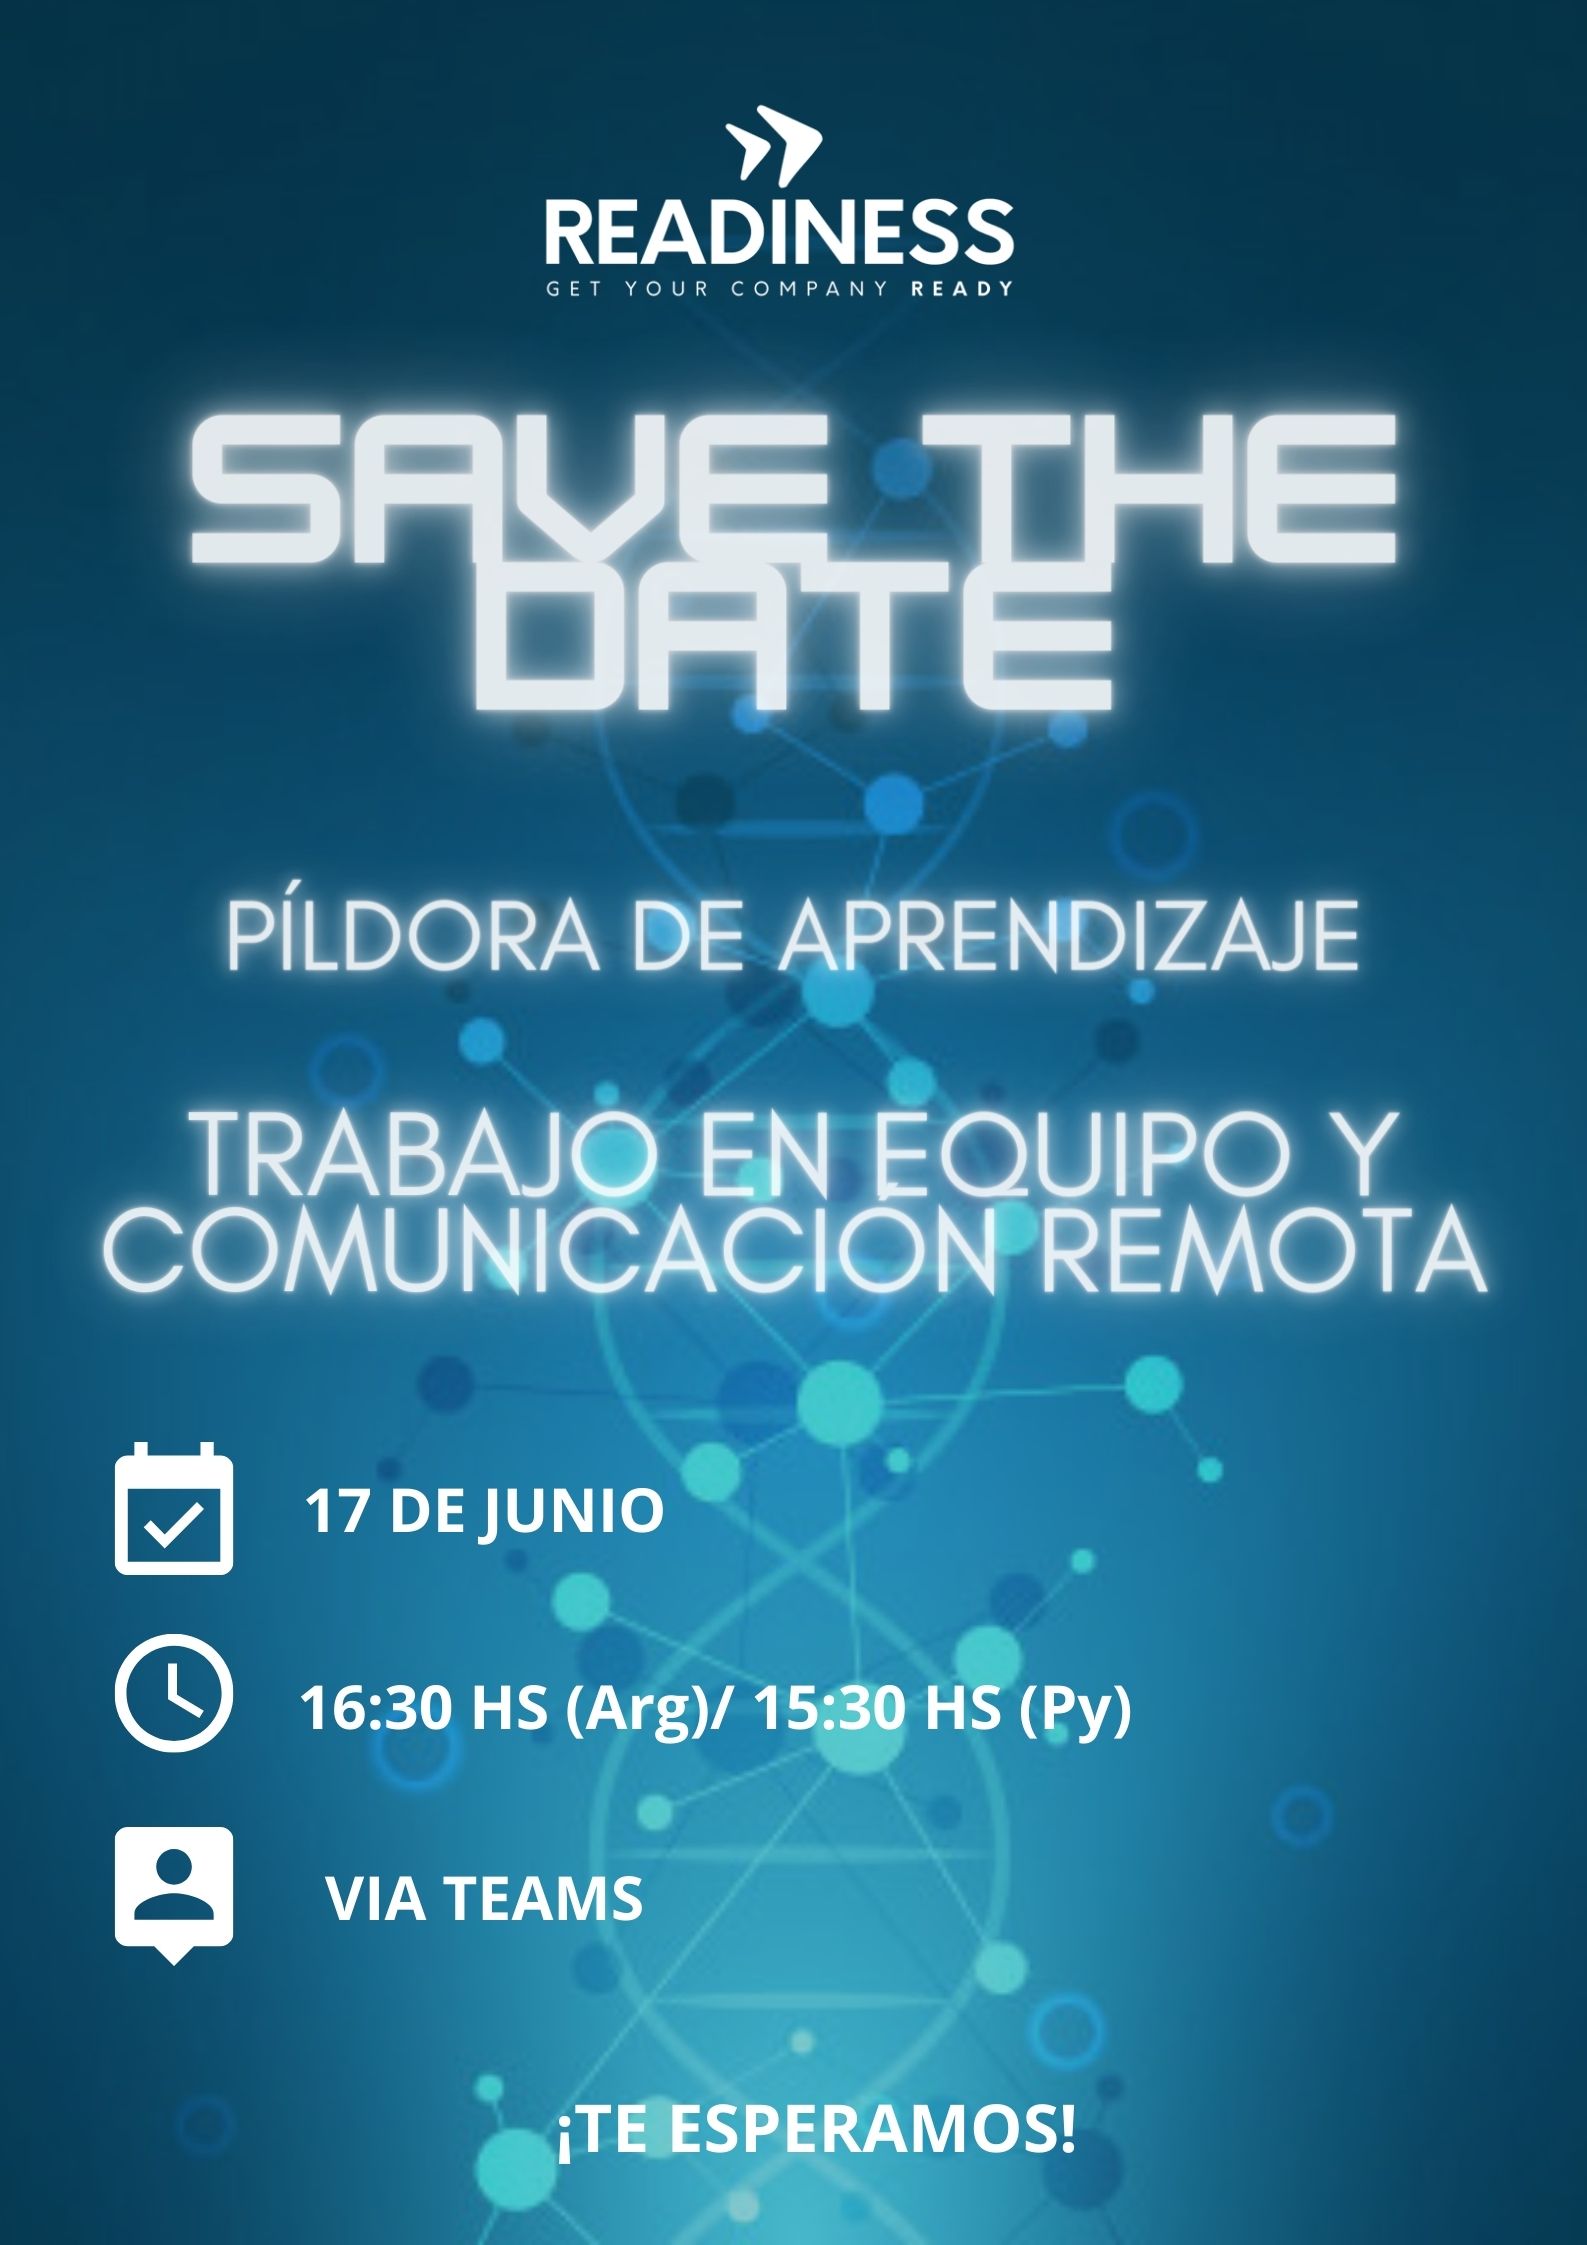 READINESS
GET YOUR COMPANY READY
SAVE THE
DATE
PÍLDORA DE APRENDIZAJE
TRABAJO EN EQUIPO Y
COMUNICACIÓN REMOTA
17 DE JUNIO
16:30 HS (Arg)/ 15:30 HS (Py)
VIA TEAMS
¡TE ESPERAMOS!